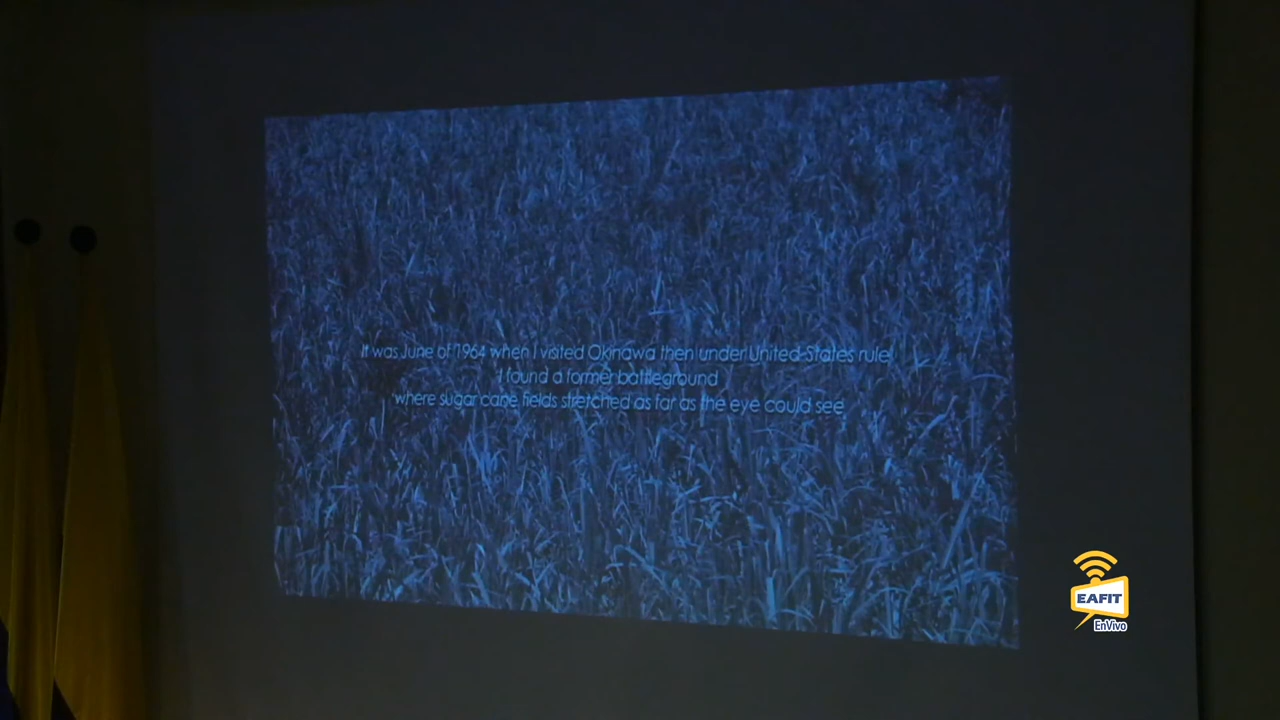 It was June of 1964 when I visited Okinawa then under United States rule,
I found a former battleground
where sugar cane fields stretched as far as the eye could see
EAFIT
EnVivo